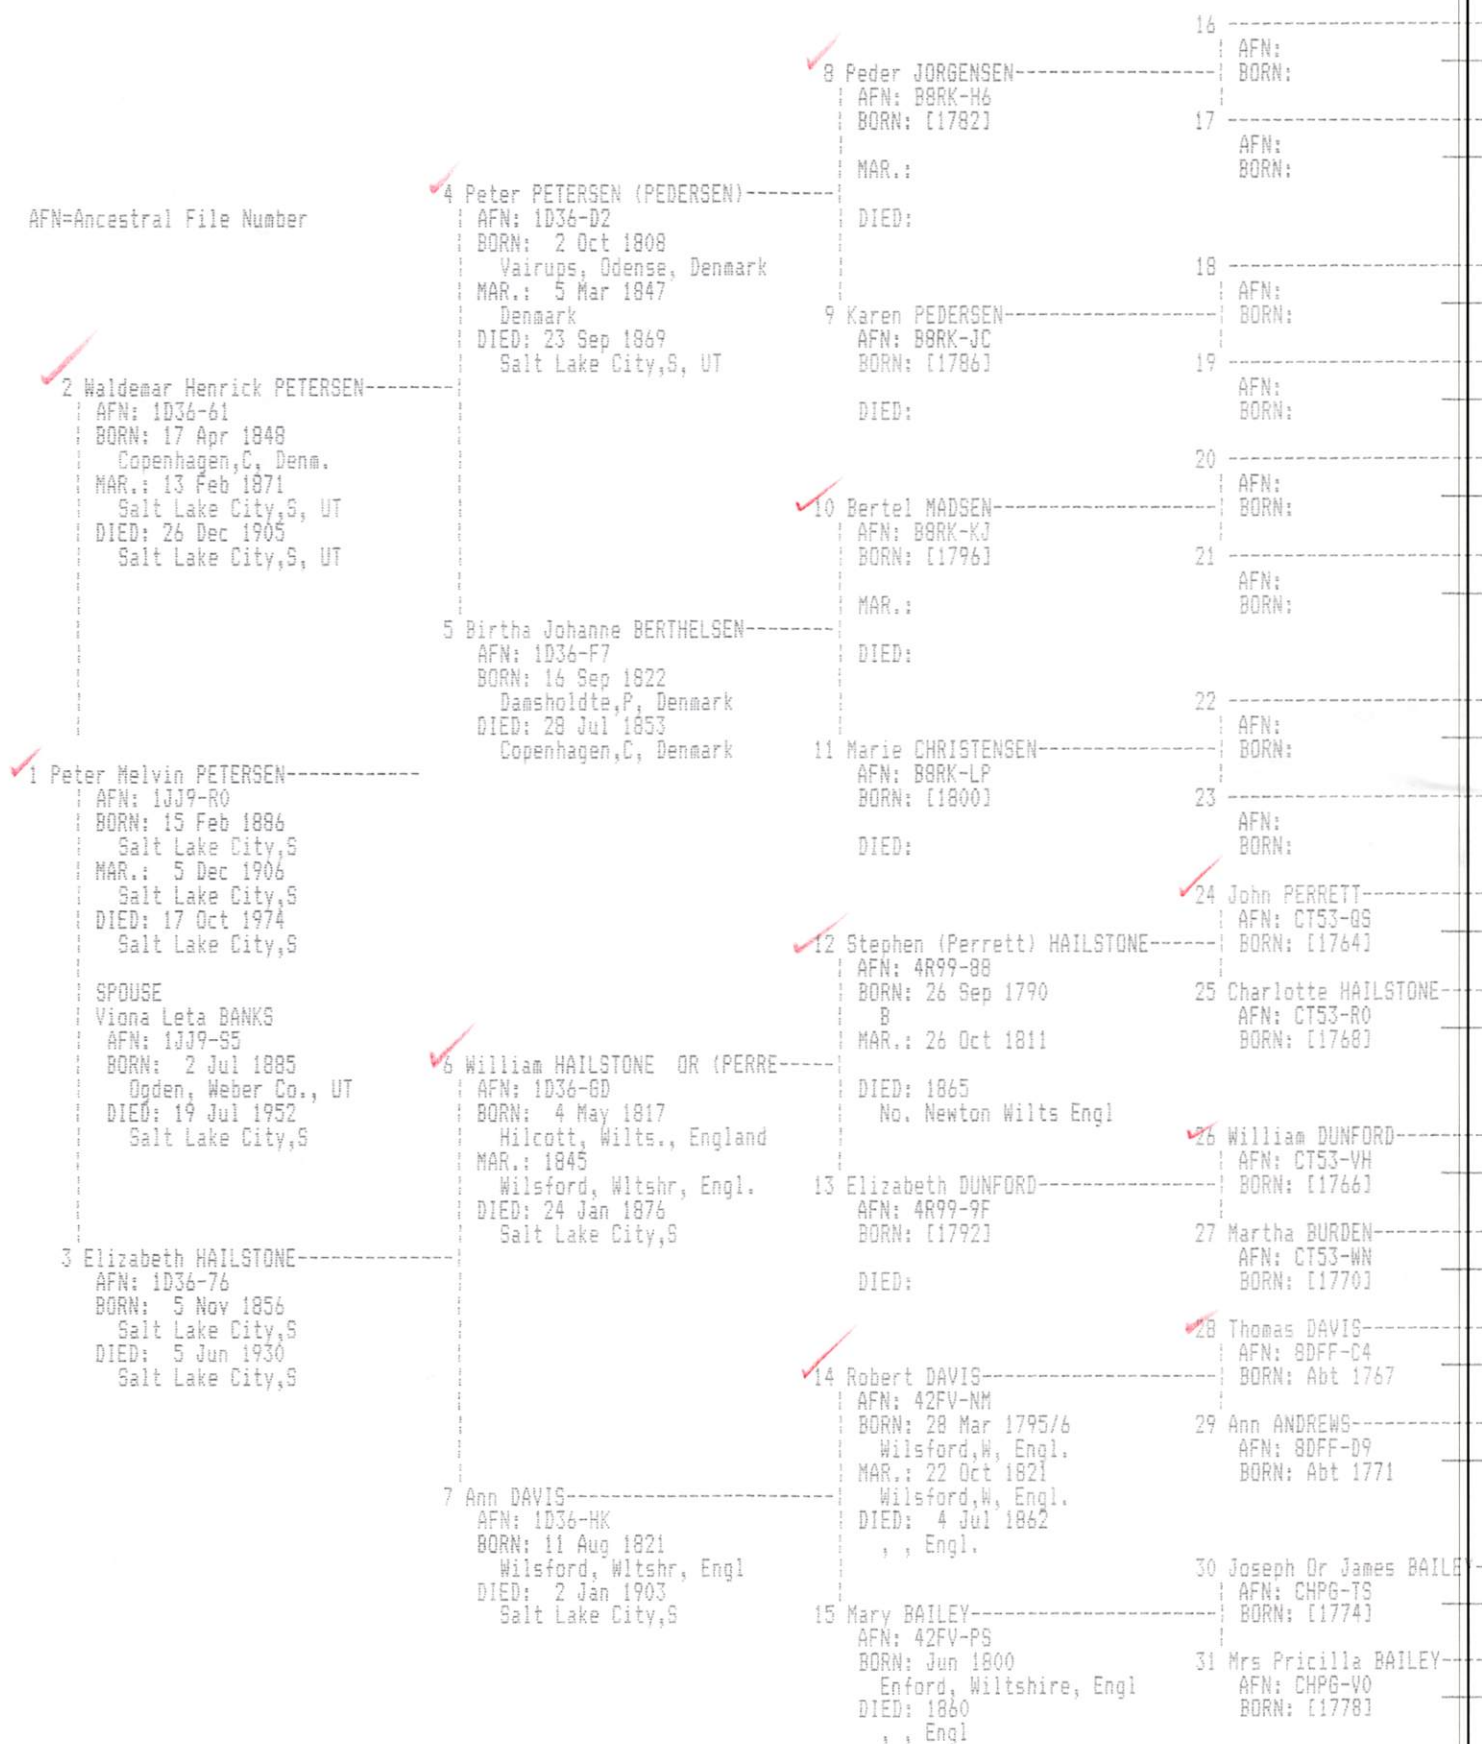 AFN=Ancestral File Number
1 Peter Melvin PETERSEN
AFN: 1JJ9-R0
BORN: 15 Feb 1886
Salt Lake City,S
MAR.: 5 Dec 1906
Salt Lake City,S
DIED: 17 Oct 1974
Salt Lake City,S
SPOUSE
Viona Leta BANKS
AFN: 1JJ9-S5
BORN: 2 Jul 1885
Ogden, Weber Co., UT
DIED: 19 Jul 1952
Salt Lake City,S
2 Waldemar Henrick PETERSEN
AFN: 1D36-61
BORN: 17 Apr 1848
Copenhagen,C, Denm.
MAR.: 13 Feb 1871
Salt Lake City,S, UT
DIED: 26 Dec 1905
Salt Lake City,S, UT
3 Elizabeth HAILSTONE
AFN: 1D36-76
BORN: 5 Nov 1856
Salt Lake City,S
DIED: 5 Jun 1930
Salt Lake City,S
4 Peter PETERSEN (PEDERSEN)
AFN: 1D36-D2
BORN: 2 Oct 1808
Vairups, Odense, Denmark
MAR.: 5 Mar 1847
Denmark
DIED: 23 Sep 1869
Salt Lake City,S, UT
5 Birtha Johanne BERTHELSEN
AFN: 1D36-F7
BORN: 16 Sep 1822
Damsholdte,P, Denmark
DIED: 28 Jul 1853
Copenhagen,C, Denmark
6 William HAILSTONE OR (PERRE
AFN: 1D36-GD
BORN: 4 May 1817
Hilcott, Wilts., England
MAR.: 1845
Wilsford, Wltshr, Engl.
DIED: 24 Jan 1876
Salt Lake City,S
7 Ann DAVIS
AFN: 1D36-HK
BORN: 11 Aug 1821
Wilsford, Wltshr, Engl
DIED: 2 Jan 1903
Salt Lake City,S
8 Peder JORGENSEN
AFN: B8RK-H6
BORN: [1782]
MAR.:
DIED:
9 Karen PEDERSEN
AFN: B8RK-JC
BORN: [1786]
DIED:
10 Bertel MADSEN
AFN: B8RK-KJ
BORN: [1796]
MAR.:
DIED:
11 Marie CHRISTENSEN
AFN: B8RK-LP
BORN: [1800]
DIED:
12 Stephen (Perrett) HAILSTONE
AFN: 4R99-88
BORN: 26 Sep 1790
B
MAR.: 26 Oct 1811
DIED: 1865
No. Newton Wilts Engl
13 Elizabeth DUNFORD
AFN: 4R99-9F
BORN: [1792]
DIED:
14 Robert DAVIS
AFN: 42FV-NM
BORN: 28 Mar 1795/6
Wilsford,W, Engl.
MAR.: 22 Oct 1821
Wilsford,W, Engl.
DIED: 4 Jul 1862
, , Engl.
15 Mary BAILEY
AFN: 42FV-PS
BORN: Jun 1800
Enford, Wiltshire, Engl
DIED: 1860
, , Engl
16
AFN:
BORN:
17
AFN:
BORN:
18
AFN:
BORN:
19
AFN:
BORN:
20
AFN:
BORN:
21
AFN:
BORN:
22
AFN:
BORN:
23
AFN:
BORN:
24 John PERRETT
AFN: CT53-QS
BORN: [1764]
25 Charlotte HAILSTONE
AFN: CT53-R0
BORN: [1768]
26 William DUNFORD
AFN: CT53-VH
BORN: [1766]
27 Martha BURDEN
AFN: CT53-WN
BORN: [1770]
28 Thomas DAVIS
AFN: 8DFF-C4
BORN: Abt 1767
29 Ann ANDREWS
AFN: 8DFF-D9
BORN: Abt 1771
30 Joseph Or James BAILE
AFN: CHPG-TS
BORN: [1774]
31 Mrs Pricilla BAILEY
AFN: CHPG-V0
BORN: [1778]